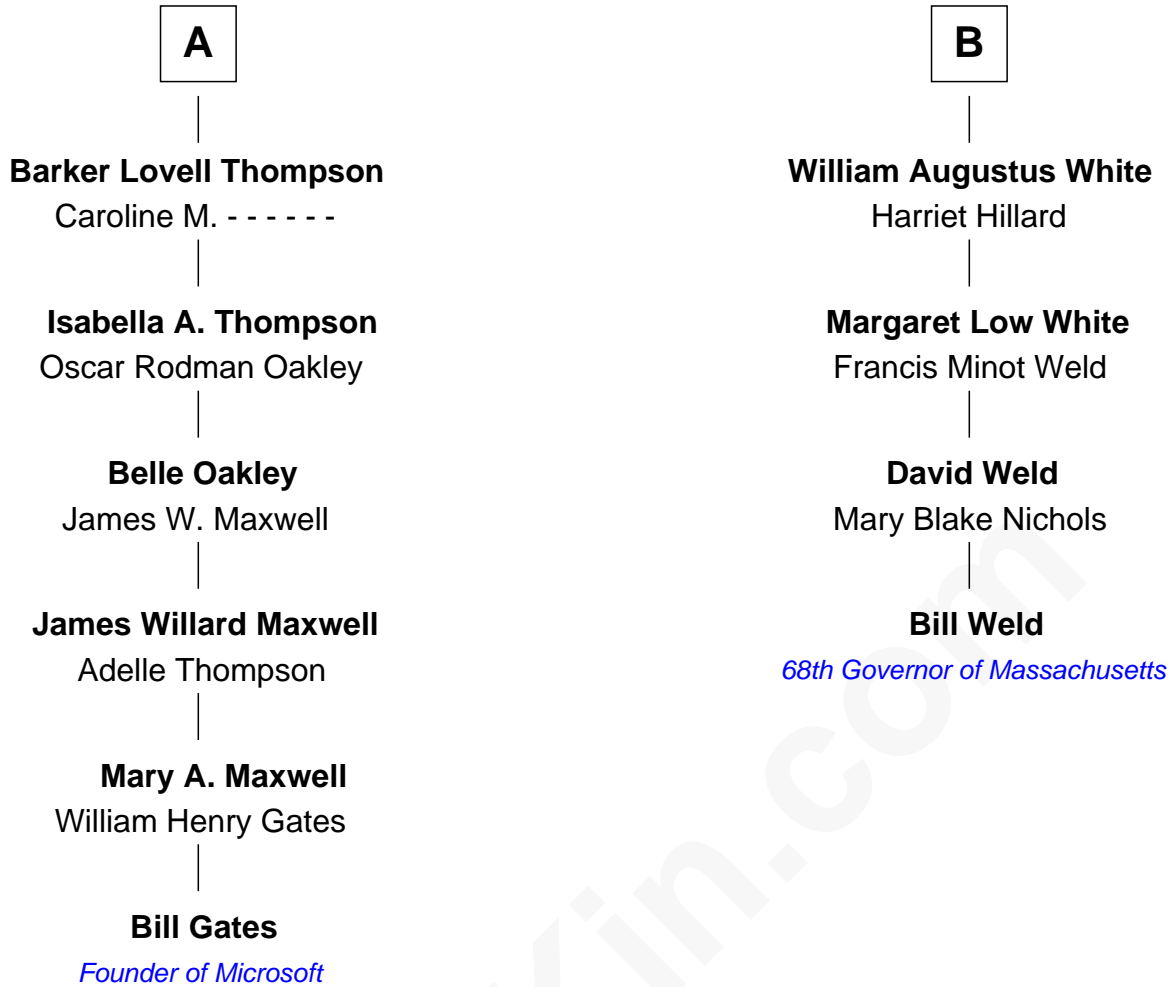 A
Barker Lovell Thompson
Caroline M. - - - - - -
Isabella A. Thompson
Oscar Rodman Oakley
Belle Oakley
James W. Maxwell
James Willard Maxwell
Adelle Thompson
Mary A. Maxwell
William Henry Gates
Bill Gates
Founder of Microsoft
B
William Augustus White
Harriet Hillard
Margaret Low White
Francis Minot Weld
David Weld
Mary Blake Nichols
Bill Weld
68th Governor of Massachusetts
Kin.com